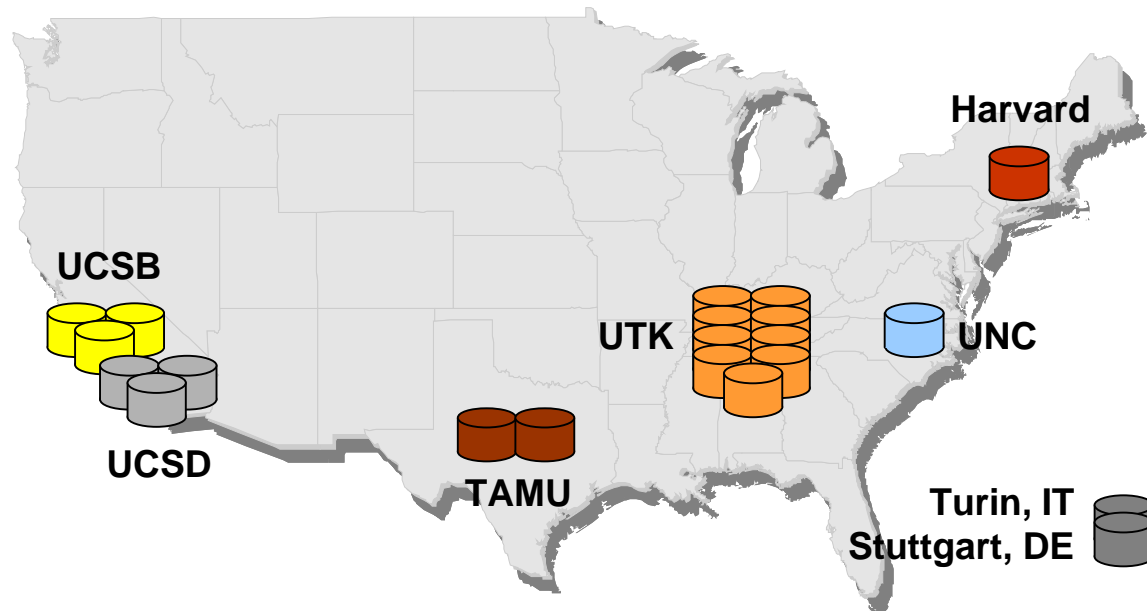 Harvard
UCSB
UTK
UNC
UCSD
TAMU
Turin, IT
Stuttgart, DE